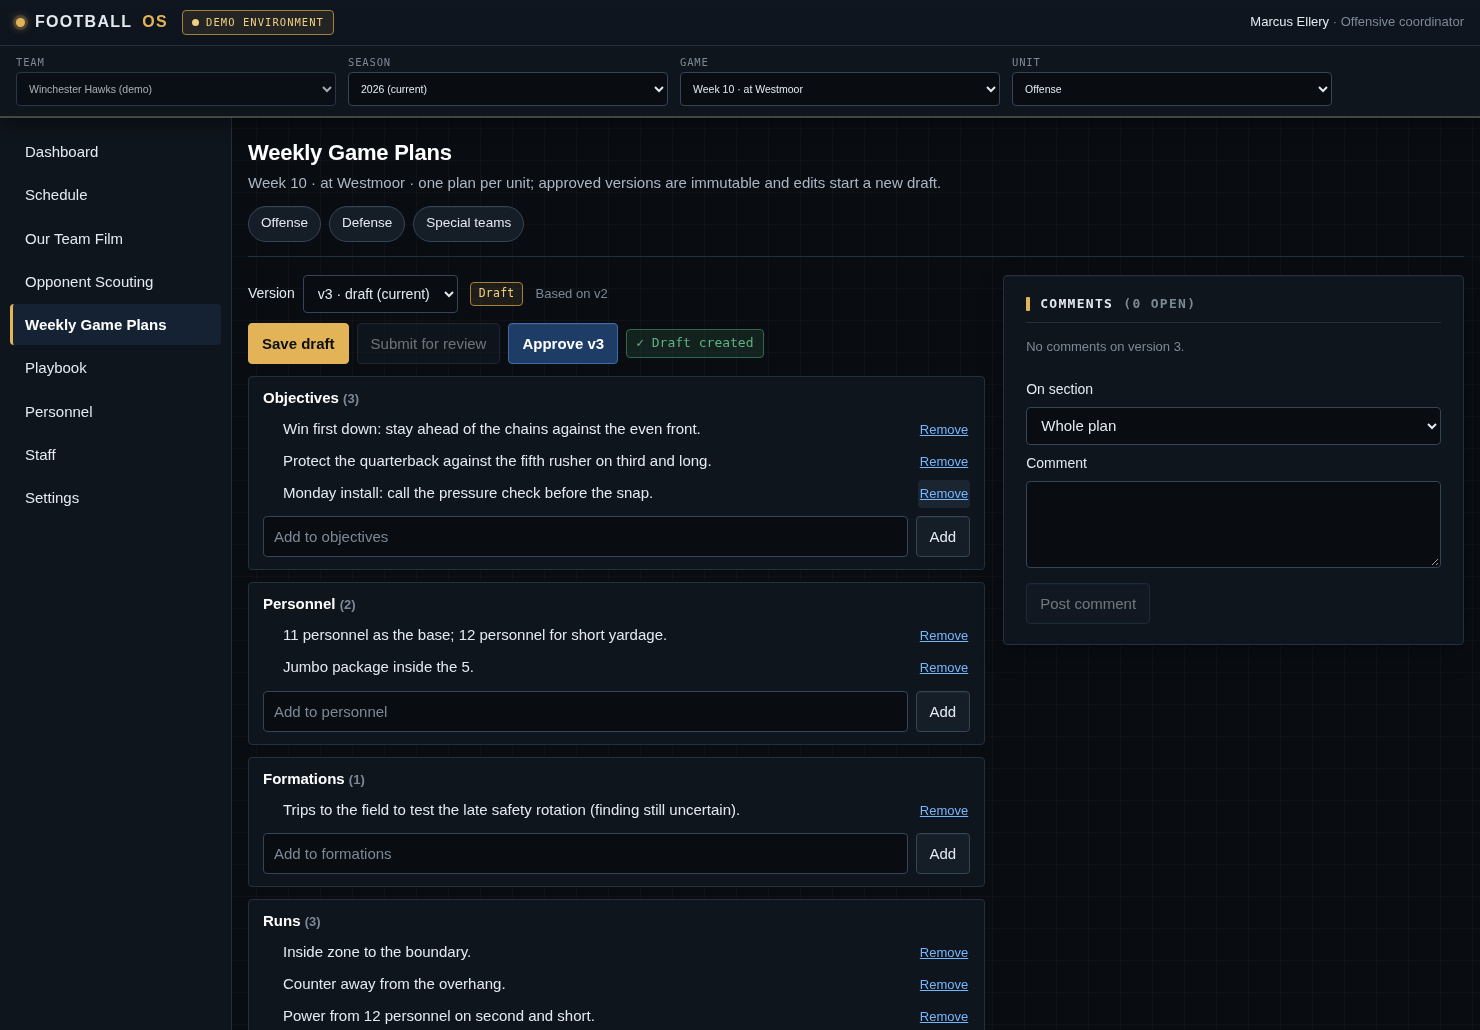 FOOTBALL OS
DEMO ENVIRONMENT
Marcus Ellery · Offensive coordinator
TEAM
Winchester Hawks (demo)
SEASON
2026 (current)
GAME
Week 10 · at Westmoor
UNIT
Offense
Dashboard
Schedule
Our Team Film
Opponent Scouting
Weekly Game Plans
Playbook
Personnel
Staff
Settings
Weekly Game Plans
Week 10 · at Westmoor · one plan per unit; approved versions are immutable and edits start a new draft.
Offense
Defense
Special teams
Version
v3 · draft (current)
Draft
Based on v2
Save draft
Submit for review
Approve v3
✓ Draft created
Objectives (3)
Win first down: stay ahead of the chains against the even front.
Remove
Protect the quarterback against the fifth rusher on third and long.
Remove
Monday install: call the pressure check before the snap.
Remove
Add to objectives
Add
Personnel (2)
11 personnel as the base; 12 personnel for short yardage.
Remove
Jumbo package inside the 5.
Remove
Add to personnel
Add
Formations (1)
Trips to the field to test the late safety rotation (finding still uncertain).
Remove
Add to formations
Add
Runs (3)
Inside zone to the boundary.
Remove
Counter away from the overhang.
Remove
Power from 12 personnel on second and short.
Remove
COMMENTS (0 OPEN)
No comments on version 3.
On section
Whole plan
Comment
Post comment